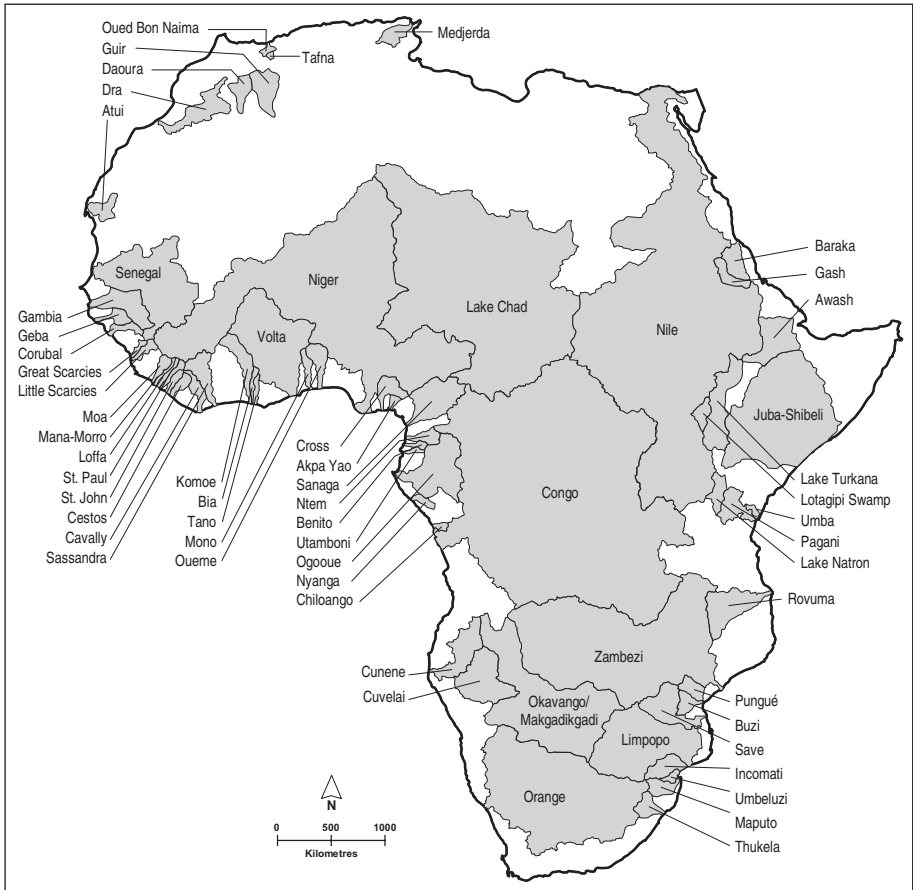 Oued Bon Naima
Guir
Daoura
Dra
Atui
Medjerda
Tafna
Senegal
Niger
Lake Chad
Nile
Volta
Baraka
Gash
Awash
Juba-Shibeli
Gambia
Geba
Corubal
Great Scarcies
Little Scarcies
Moa
Mana-Morro
Loffa
St. Paul
St. John
Cestos
Cavally
Sassandra
Komoe
Bia
Tano
Mono
Oueme
Cross
Akpa Yao
Sanaga
Ntem
Benito
Utamboni
Ogooue
Nyanga
Chiloango
Congo
Lake Turkana
Lotagipi Swamp
Umba
Pagani
Lake Natron
Rovuma
Zambezi
Cunene
Cuvelai
Okavango/
Makgadikgadi
Limpopo
Orange
Pungué
Buzi
Save
Incomati
Umbeluzi
Maputo
Thukela
N
0 500 1000
Kilometres